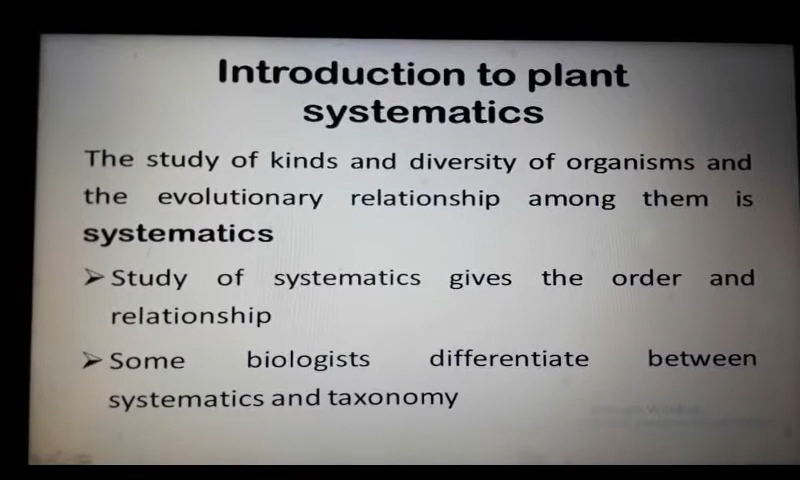 Introduction to plant
systematics
The study of kinds and diversity of organisms and
the evolutionary relationship among them is
systematics
➢ Study of systematics gives the order and
relationship
➢ Some biologists differentiate between
systematics and taxonomy